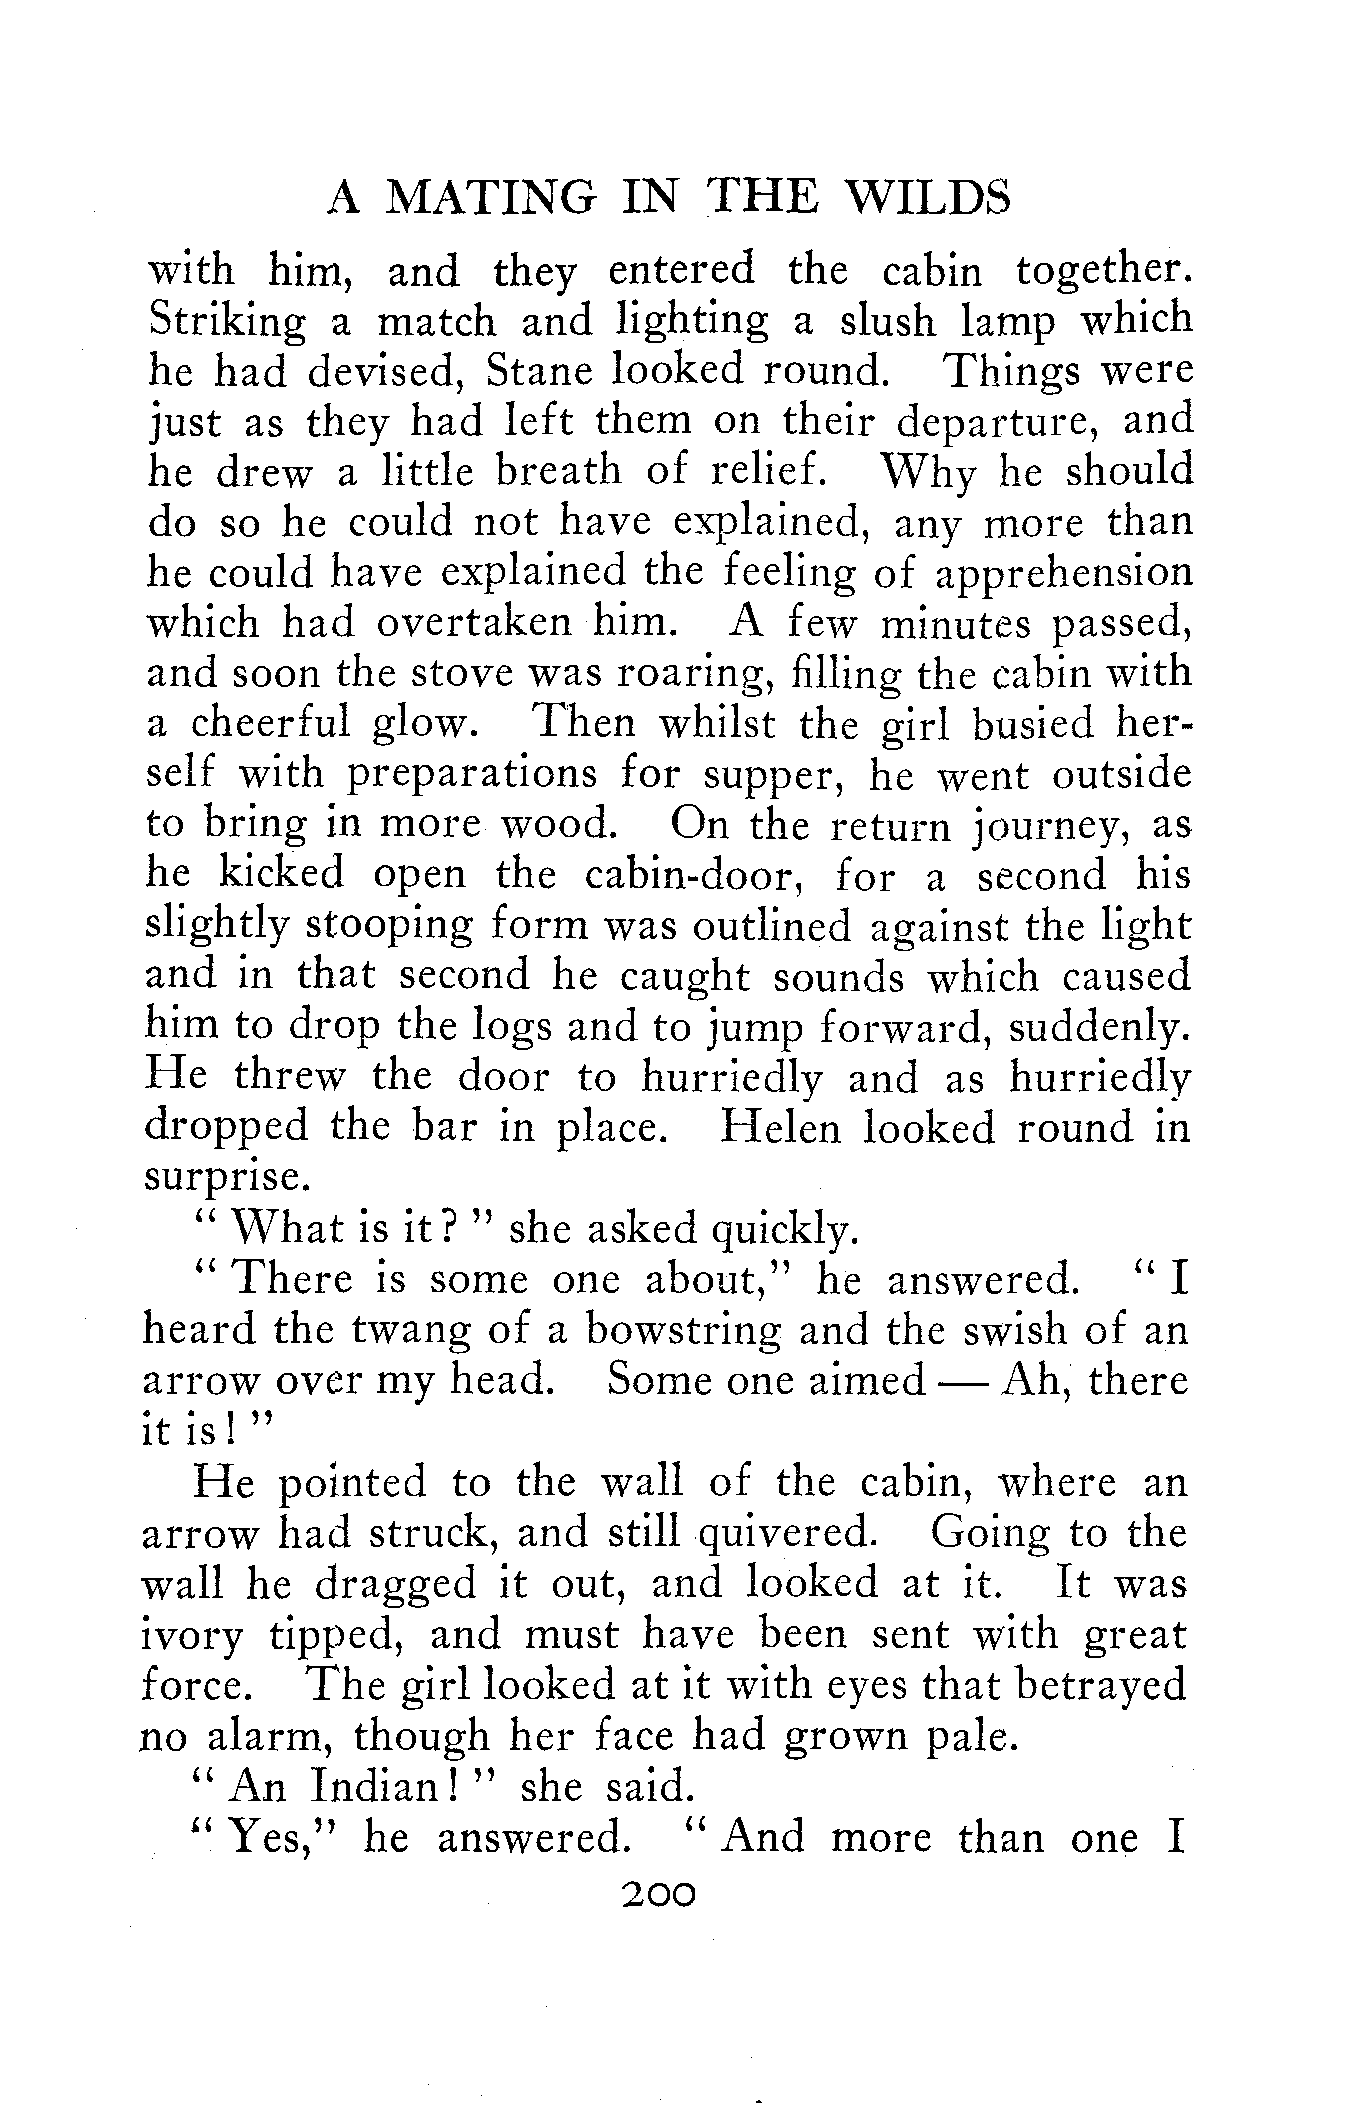 A MATING IN THE WILDS
with him, and they entered the cabin together.
Striking a match and lighting a slush lamp which
he had devised, Stane looked round. Things were
just as they had left them on their departure, and
he drew a little breath of relief. Why he should
do so he could not have explained, any more than
he could have explained the feeling of apprehension
which had overtaken him. A few minutes passed,
and soon the stove was roaring, filling the cabin with
a cheerful glow. Then whilst the girl busied her-
self with preparations for supper, he went outside
to bring in more wood. On the return journey, as
he kicked open the cabin-door, for a second his
slightly stooping form was outlined against the light
and in that second he caught sounds which caused
him to drop the logs and to jump forward, suddenly.
He threw the door to hurriedly and as hurriedly
dropped the bar in place. Helen looked round in
surprise.
“ What is it? ” she asked quickly.
“ There is some one about,” he answered. “ I
heard the twang of a bowstring and the swish of an
arrow over my head. Some one aimed — Ah, there
it is! ”
He pointed to the wall of the cabin, where an
arrow had struck, and still quivered. Going to the
wall he dragged it out, and looked at it. It was
ivory tipped, and must have been sent with great
force. The girl looked at it with eyes that betrayed
no alarm, though her face had grown pale.
“ An Indian! ” she said.
“ Yes,” he answered. “ And more than one I
200